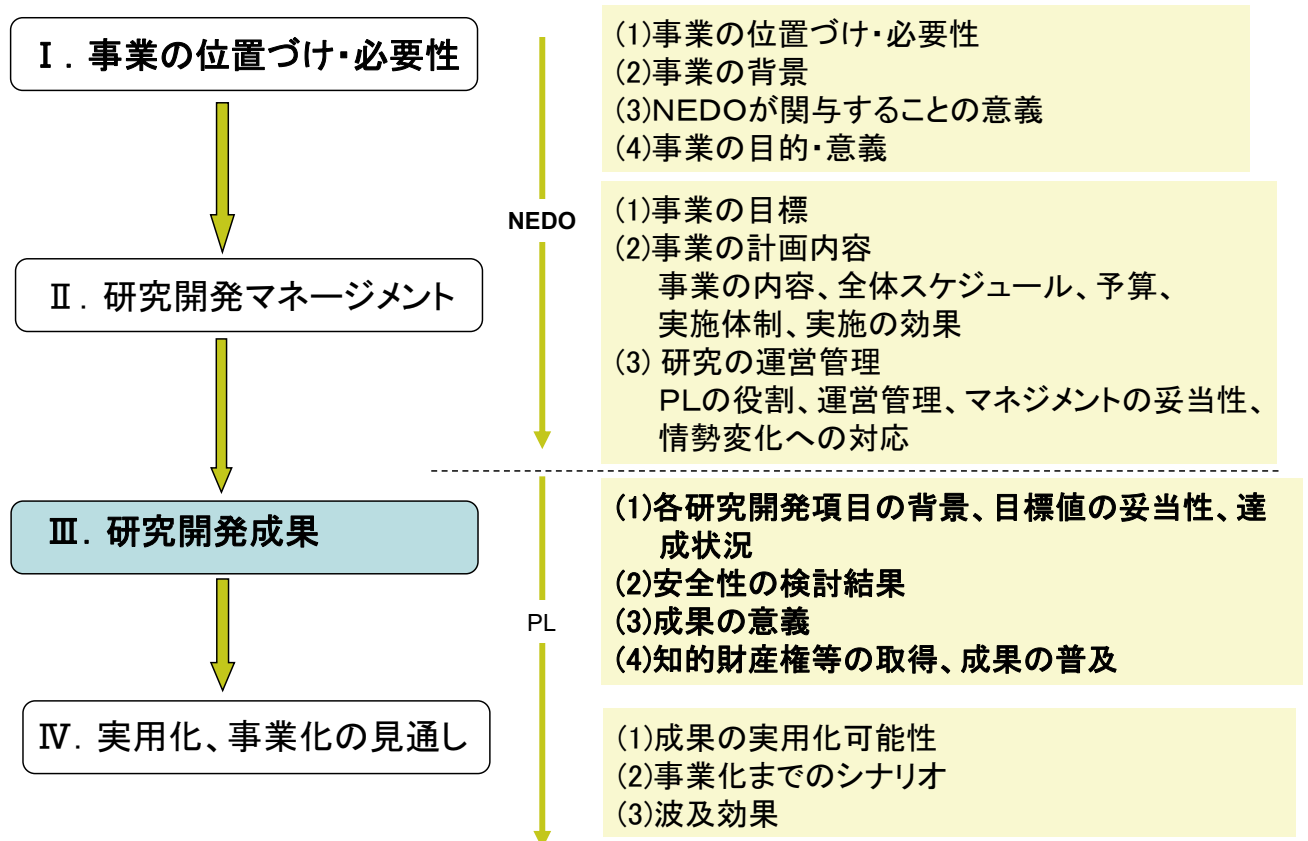 Ⅰ．事業の位置づけ・必要性
(1)事業の位置づけ・必要性
(2)事業の背景
(3)NEDOが関与することの意義
(4)事業の目的・意義
NEDO
Ⅱ．研究開発マネージメント
(1)事業の目標
(2)事業の計画内容
事業の内容、全体スケジュール、予算、
実施体制、実施の効果
(3) 研究の運営管理
PLの役割、運営管理、マネジメントの妥当性、
情勢変化への対応
Ⅲ．研究開発成果
(1)各研究開発項目の背景、目標値の妥当性、達
成状況
(2)安全性の検討結果
(3)成果の意義
(4)知的財産権等の取得、成果の普及
PL
Ⅳ．実用化、事業化の見通し
(1)成果の実用化可能性
(2)事業化までのシナリオ
(3)波及効果